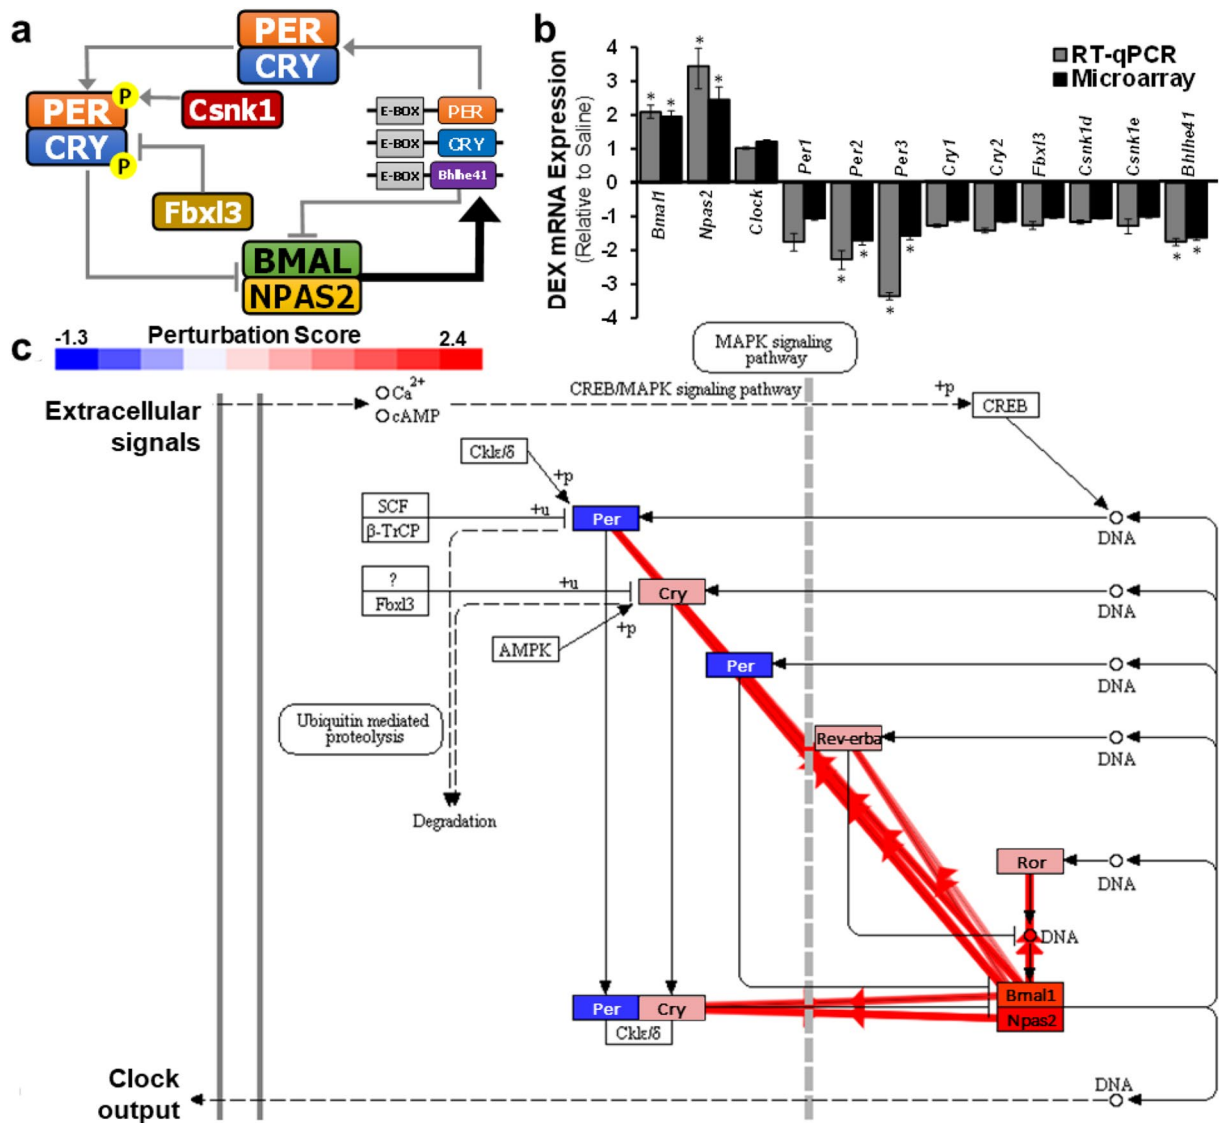 a
PER
CRY
PER
P
CRY
P
Csnk1
Fbxl3
E-BOX PER
E-BOX CRY
E-BOX Bhlhe41
BMAL
NPAS2
b
DEX mRNA Expression
(Relative to Saline)
4
3
2
1
0
-1
-2
-3
-4
RT-qPCR
Microarray
* * * *
Bmal1 Npas2 Clock
Per1 Per2 Per3 Cry1 Cry2 Fbxl3 Csnk1d Csnk1e Bhlhe41
* * * * * *
c
-1.3 Perturbation Score 2.4
MAPK signaling
pathway
Extracellular
signals
Ca2+
cAMP
CREB/MAPK signaling pathway
+p
CREB
CkIε/δ
+p
SCF
β-TrCP
+u
Per
DNA
?
Fbxl3
+u
Cry
DNA
+p
AMPK
Per
DNA
Ubiquitin mediated
proteolysis
Rev-erba
DNA
Degradation
Ror
DNA
DNA
Per Cry
CkIε/δ
Bmal1
Npas2
Clock
output
DNA